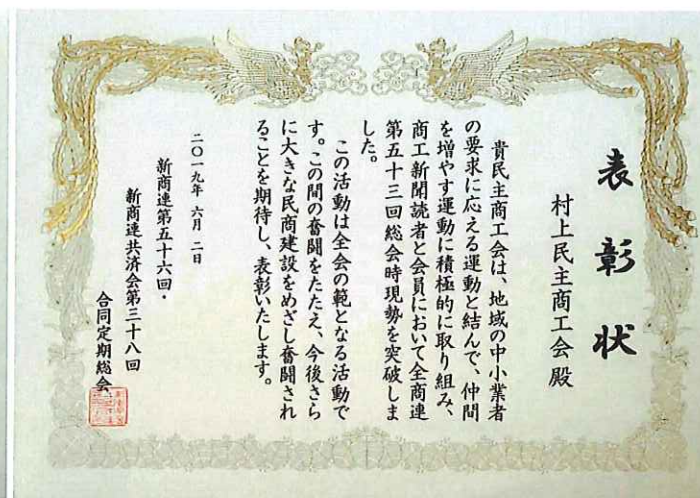 表彰状
村上民主商工会殿
貴民主商工会は、地域の中小業者
の要求に応える運動と結んで、仲間
を増やす運動に積極的に取り組み、
商工新聞読者と会員において全商連
第五十三回総会時現勢を突破しま
した。
この活動は全会の範となる活動で
す。この間の奮闘をたたえ、今後さら
に大きな民商建設をめざし奮闘され
ることを期待し、表彰いたします。
二〇一九年 六月 二日
新商連第五十六回・
新商連共済会第三十八回
合同定期総会